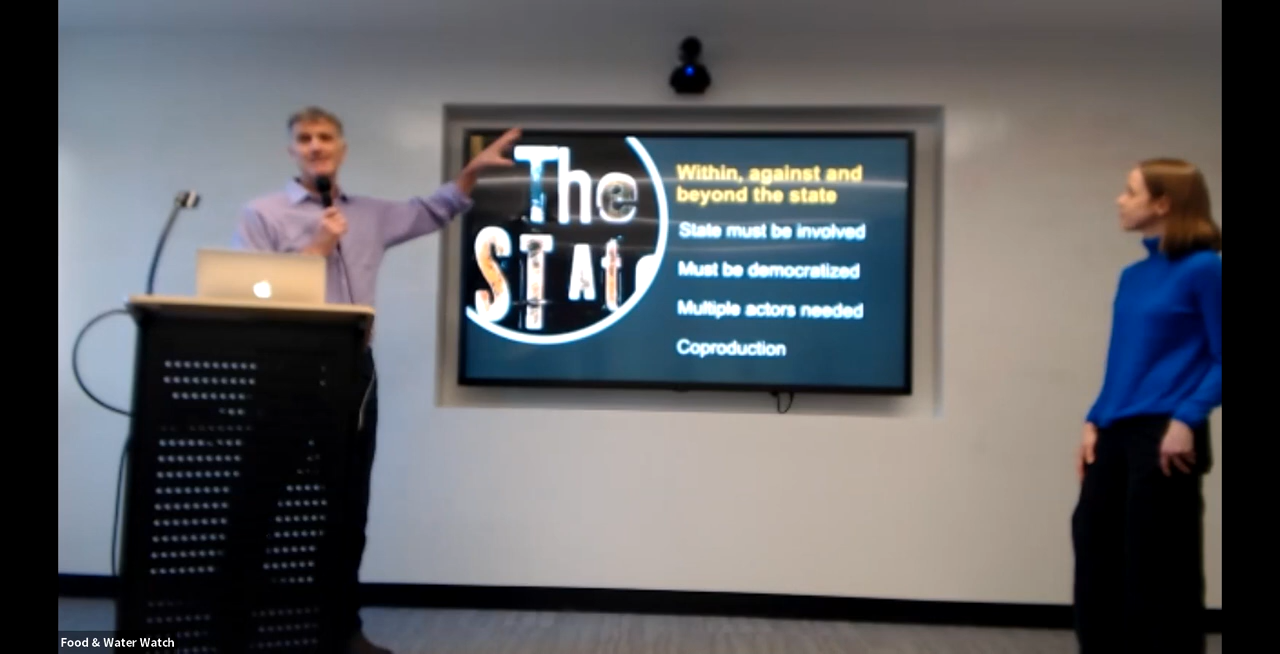 The
STATE
Within, against and
beyond the state
State must be involved
Must be democratized
Multiple actors needed
Coproduction
Food & Water Watch